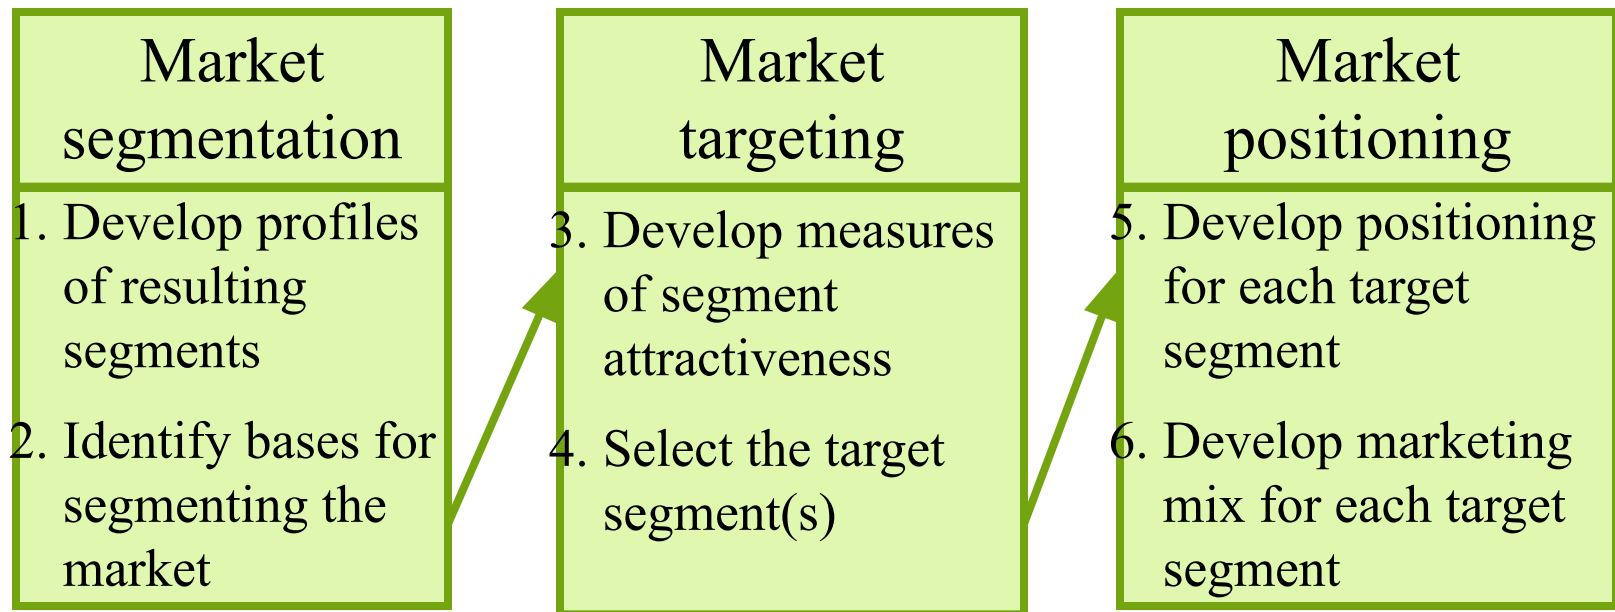 Market
segmentation
1. Develop profiles
of resulting
segments
2. Identify bases for
segmenting the
market
Market
targeting
3. Develop measures
of segment
attractiveness
4. Select the target
segment(s)
Market
positioning
5. Develop positioning
for each target
segment
6. Develop marketing
mix for each target
segment